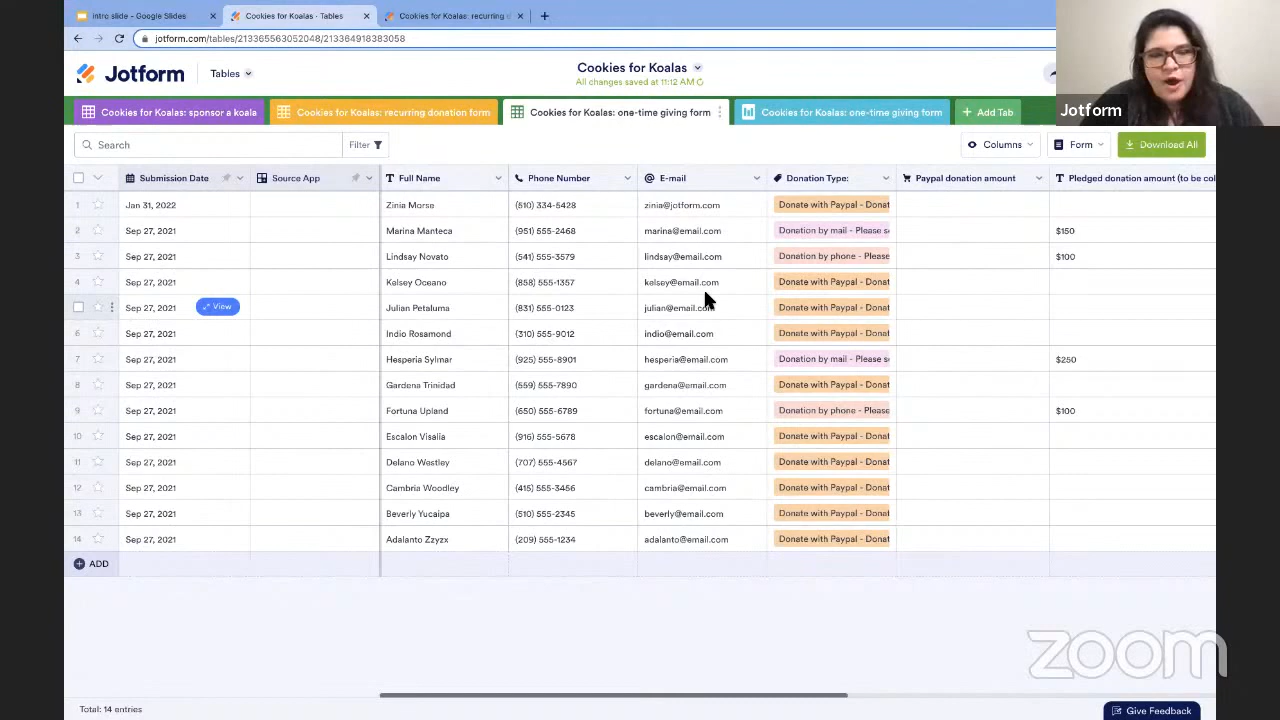 intro slide - Google Slides
Cookies for Koalas - Tables
Cookies for Koalas: recurring
jotform.com/tables/213365563052048/213364918383058
Jotform
Tables
Cookies for Koalas
All changes saved at 11:12 AM
Jotform
Cookies for Koalas: sponsor a koala
Cookies for Koalas: recurring donation form
Cookies for Koalas: one-time giving form
Cookies for Koalas: one-time giving form
Add Tab
Search
Filter
Columns
Form
Download All
Submission Date Source App Full Name Phone Number E-mail Donation Type: Paypal donation amount Pledged donation amount (to be col
1 Jan 31, 2022 Zinia Morse (510) 334-5428 zinia@jotform.com Donate with Paypal - Donat
2 Sep 27, 2021 Marina Manteca (951) 555-2468 marina@email.com Donation by mail - Please se $150
3 Sep 27, 2021 Lindsay Novato (541) 555-3579 lindsay@email.com Donation by phone - Please $100
4 Sep 27, 2021 Kelsey Oceano (858) 555-1357 kelsey@email.com Donate with Paypal - Donat
Sep 27, 2021 View Julian Petaluma (831) 555-0123 julian@email.com Donate with Paypal - Donat
6 Sep 27, 2021 Indio Rosamond (310) 555-9012 indio@email.com Donate with Paypal - Donat
7 Sep 27, 2021 Hesperia Sylmar (925) 555-8901 hesperia@email.com Donation by mail - Please se $250
8 Sep 27, 2021 Gardena Trinidad (559) 555-7890 gardena@email.com Donate with Paypal - Donat
9 Sep 27, 2021 Fortuna Upland (650) 555-6789 fortuna@email.com Donation by phone - Please $100
10 Sep 27, 2021 Escalon Visalia (916) 555-5678 escalon@email.com Donate with Paypal - Donat
11 Sep 27, 2021 Delano Westley (707) 555-4567 delano@email.com Donate with Paypal - Donat
12 Sep 27, 2021 Cambria Woodley (415) 555-3456 cambria@email.com Donate with Paypal - Donat
13 Sep 27, 2021 Beverly Yucaipa (510) 555-2345 beverly@email.com Donate with Paypal - Donat
14 Sep 27, 2021 Adalanto Zzyzx (209) 555-1234 adalanto@email.com Donate with Paypal - Donat
ADD
zoom
Total: 14 entries
Give Feedback